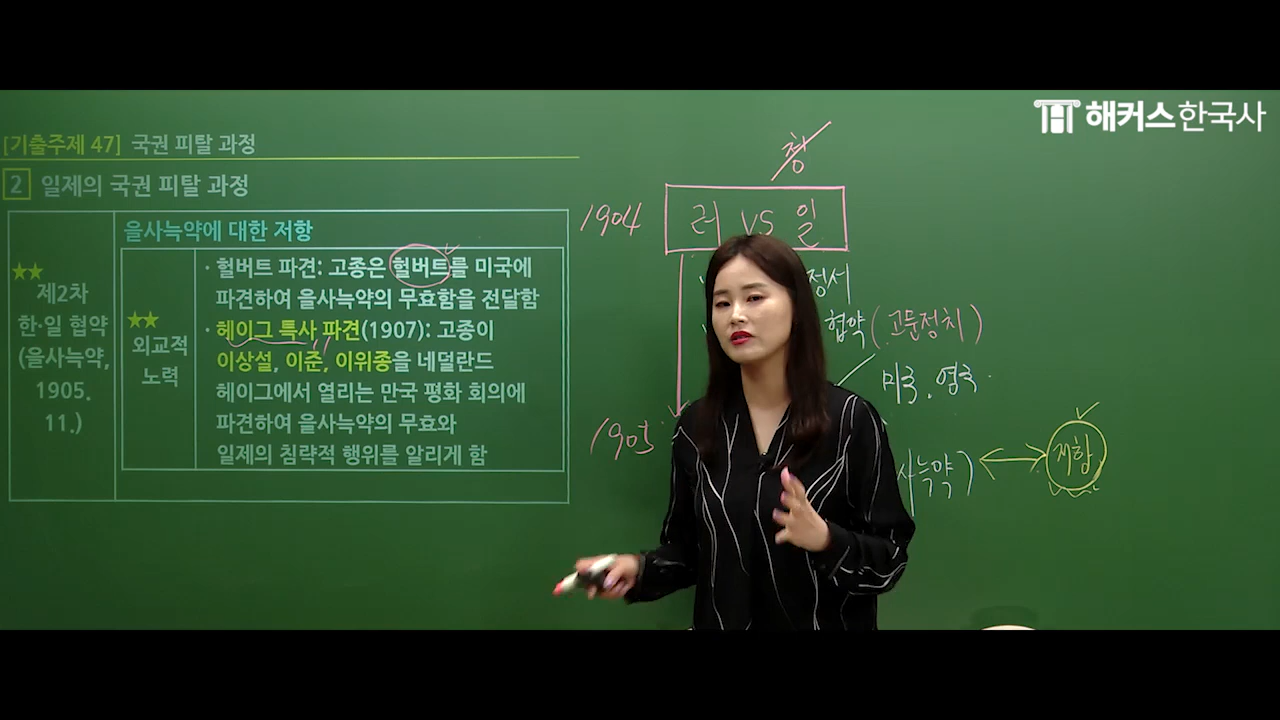 해커스한국사
[기출주제 47] 국권 피탈 과정
2 일제의 국권 피탈 과정
★★
제2차
한·일 협약
(을사늑약,
1905.
11.)
을사늑약에 대한 저항
★★
외교적
노력
· 헐버트 파견: 고종은 헐버트를 미국에
파견하여 을사늑약의 무효함을 전달함
· 헤이그 특사 파견(1907): 고종이
이상설, 이준, 이위종을 네덜란드
헤이그에서 열리는 만국 평화 회의에
파견하여 을사늑약의 무효와
일제의 침략적 행위를 알리게 함
청
1904 러 VS 일
정서
협약(고문정치)
미국. 영국.
1905
사늑약) 저항